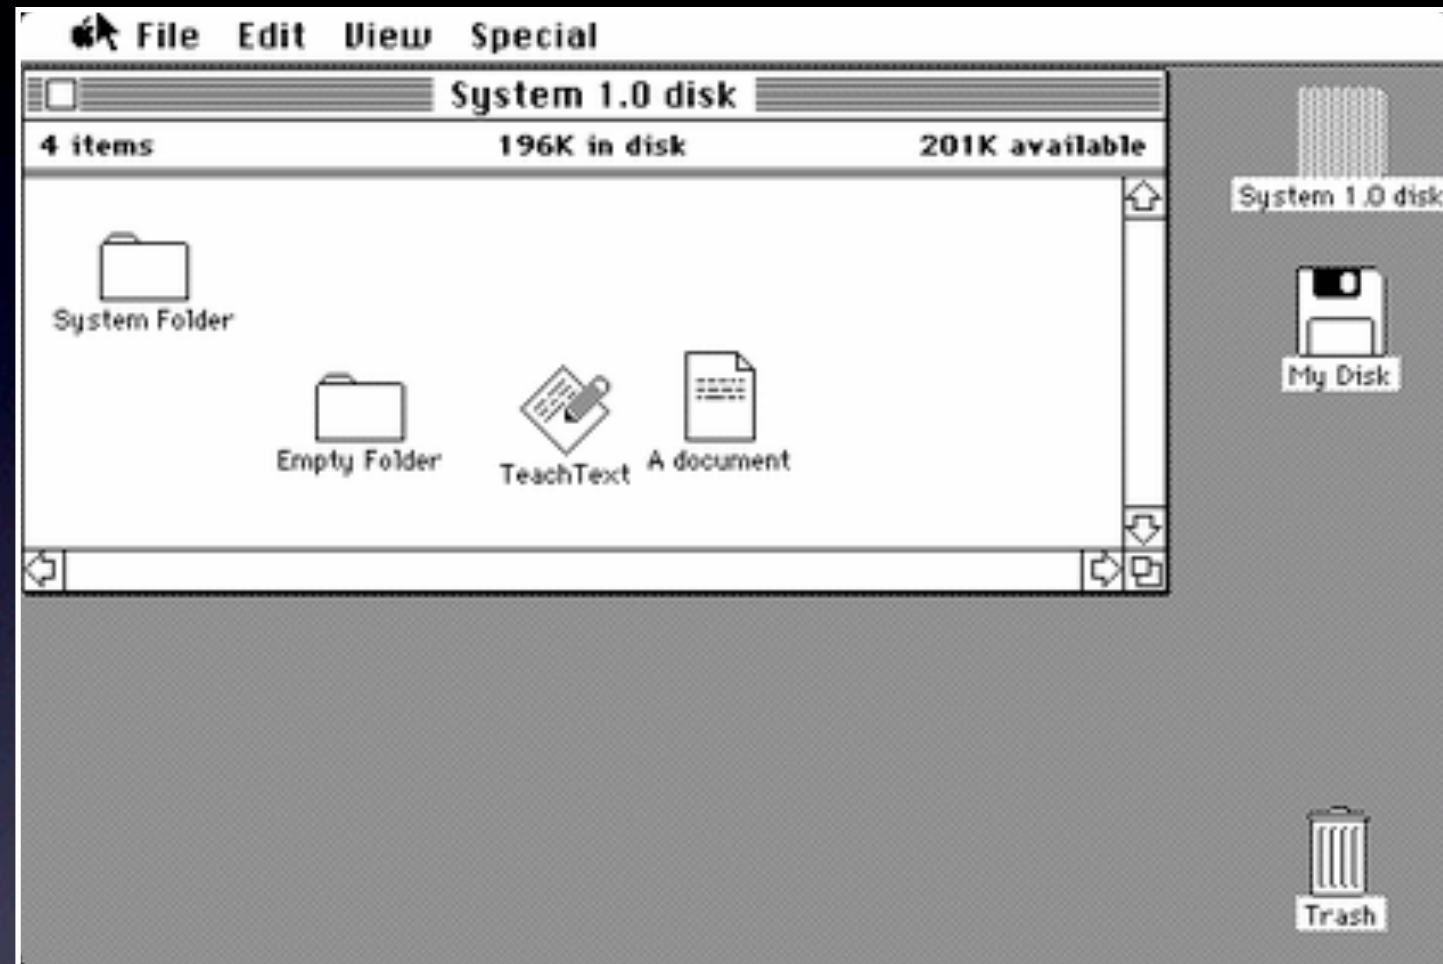 File Edit View Special
System 1.0 disk
4 items 196K in disk 201K available
System 1.0 disk
System Folder
My Disk
Empty Folder
TeachText
A document
Trash